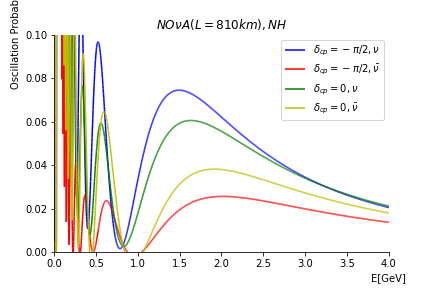 NOνA(L = 810km), NH
Oscillation Probab
0.10
0.08
0.06
0.04
0.02
0.00
0.0 0.5 1.0 1.5 2.0 2.5 3.0 3.5 4.0
E[GeV]
δcp = − π/2, ν
δcp = − π/2, ν̄
δcp = 0, ν
δcp = 0, ν̄